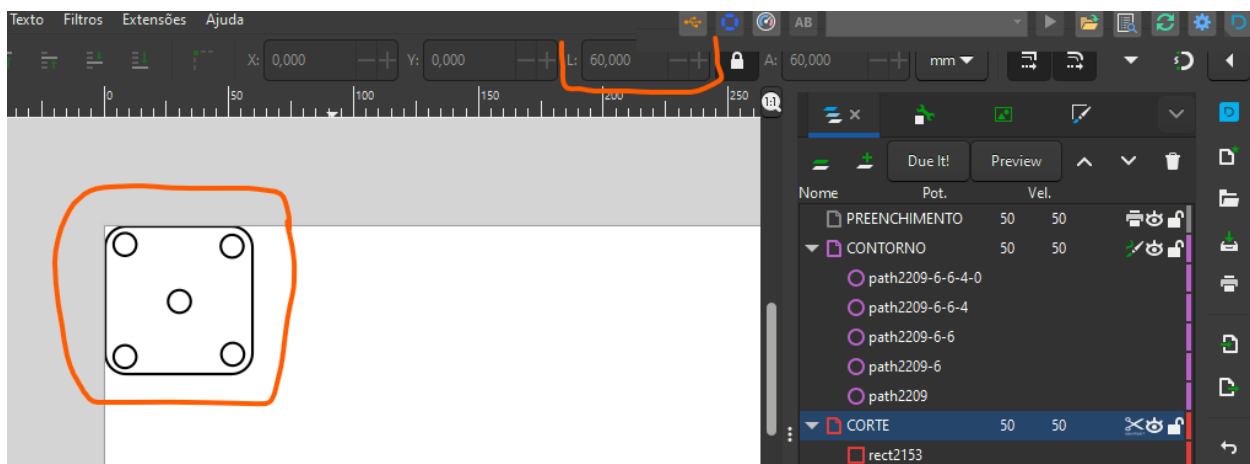 Texto Filtros Extensões Ajuda AB
X: 0,000 Y: 0,000 L: 60,000 A: 60,000 mm
0 50 100 150 200 250 1:1
Due It! Preview
Nome Pot. Vel.
PREENCHIMENTO 50 50
CONTORNO 50 50
path2209-6-6-4-0
path2209-6-6-4
path2209-6-6
path2209-6
path2209
CORTE 50 50
rect2153